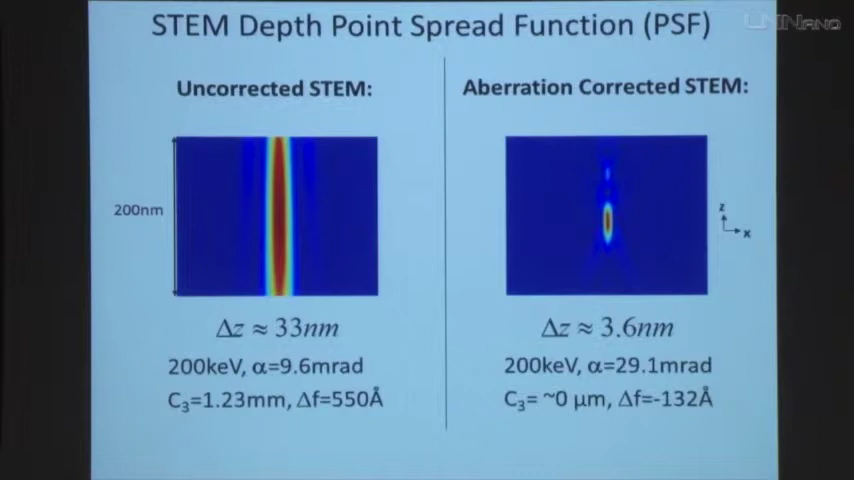 STEM Depth Point Spread Function (PSF)
Uncorrected STEM:
Aberration Corrected STEM:
200nm
z
x
Δz ≈ 33nm
Δz ≈ 3.6nm
200keV, α=9.6mrad
200keV, α=29.1mrad
C₃=1.23mm, Δf=550Å
C₃= ~0 μm, Δf=-132Å